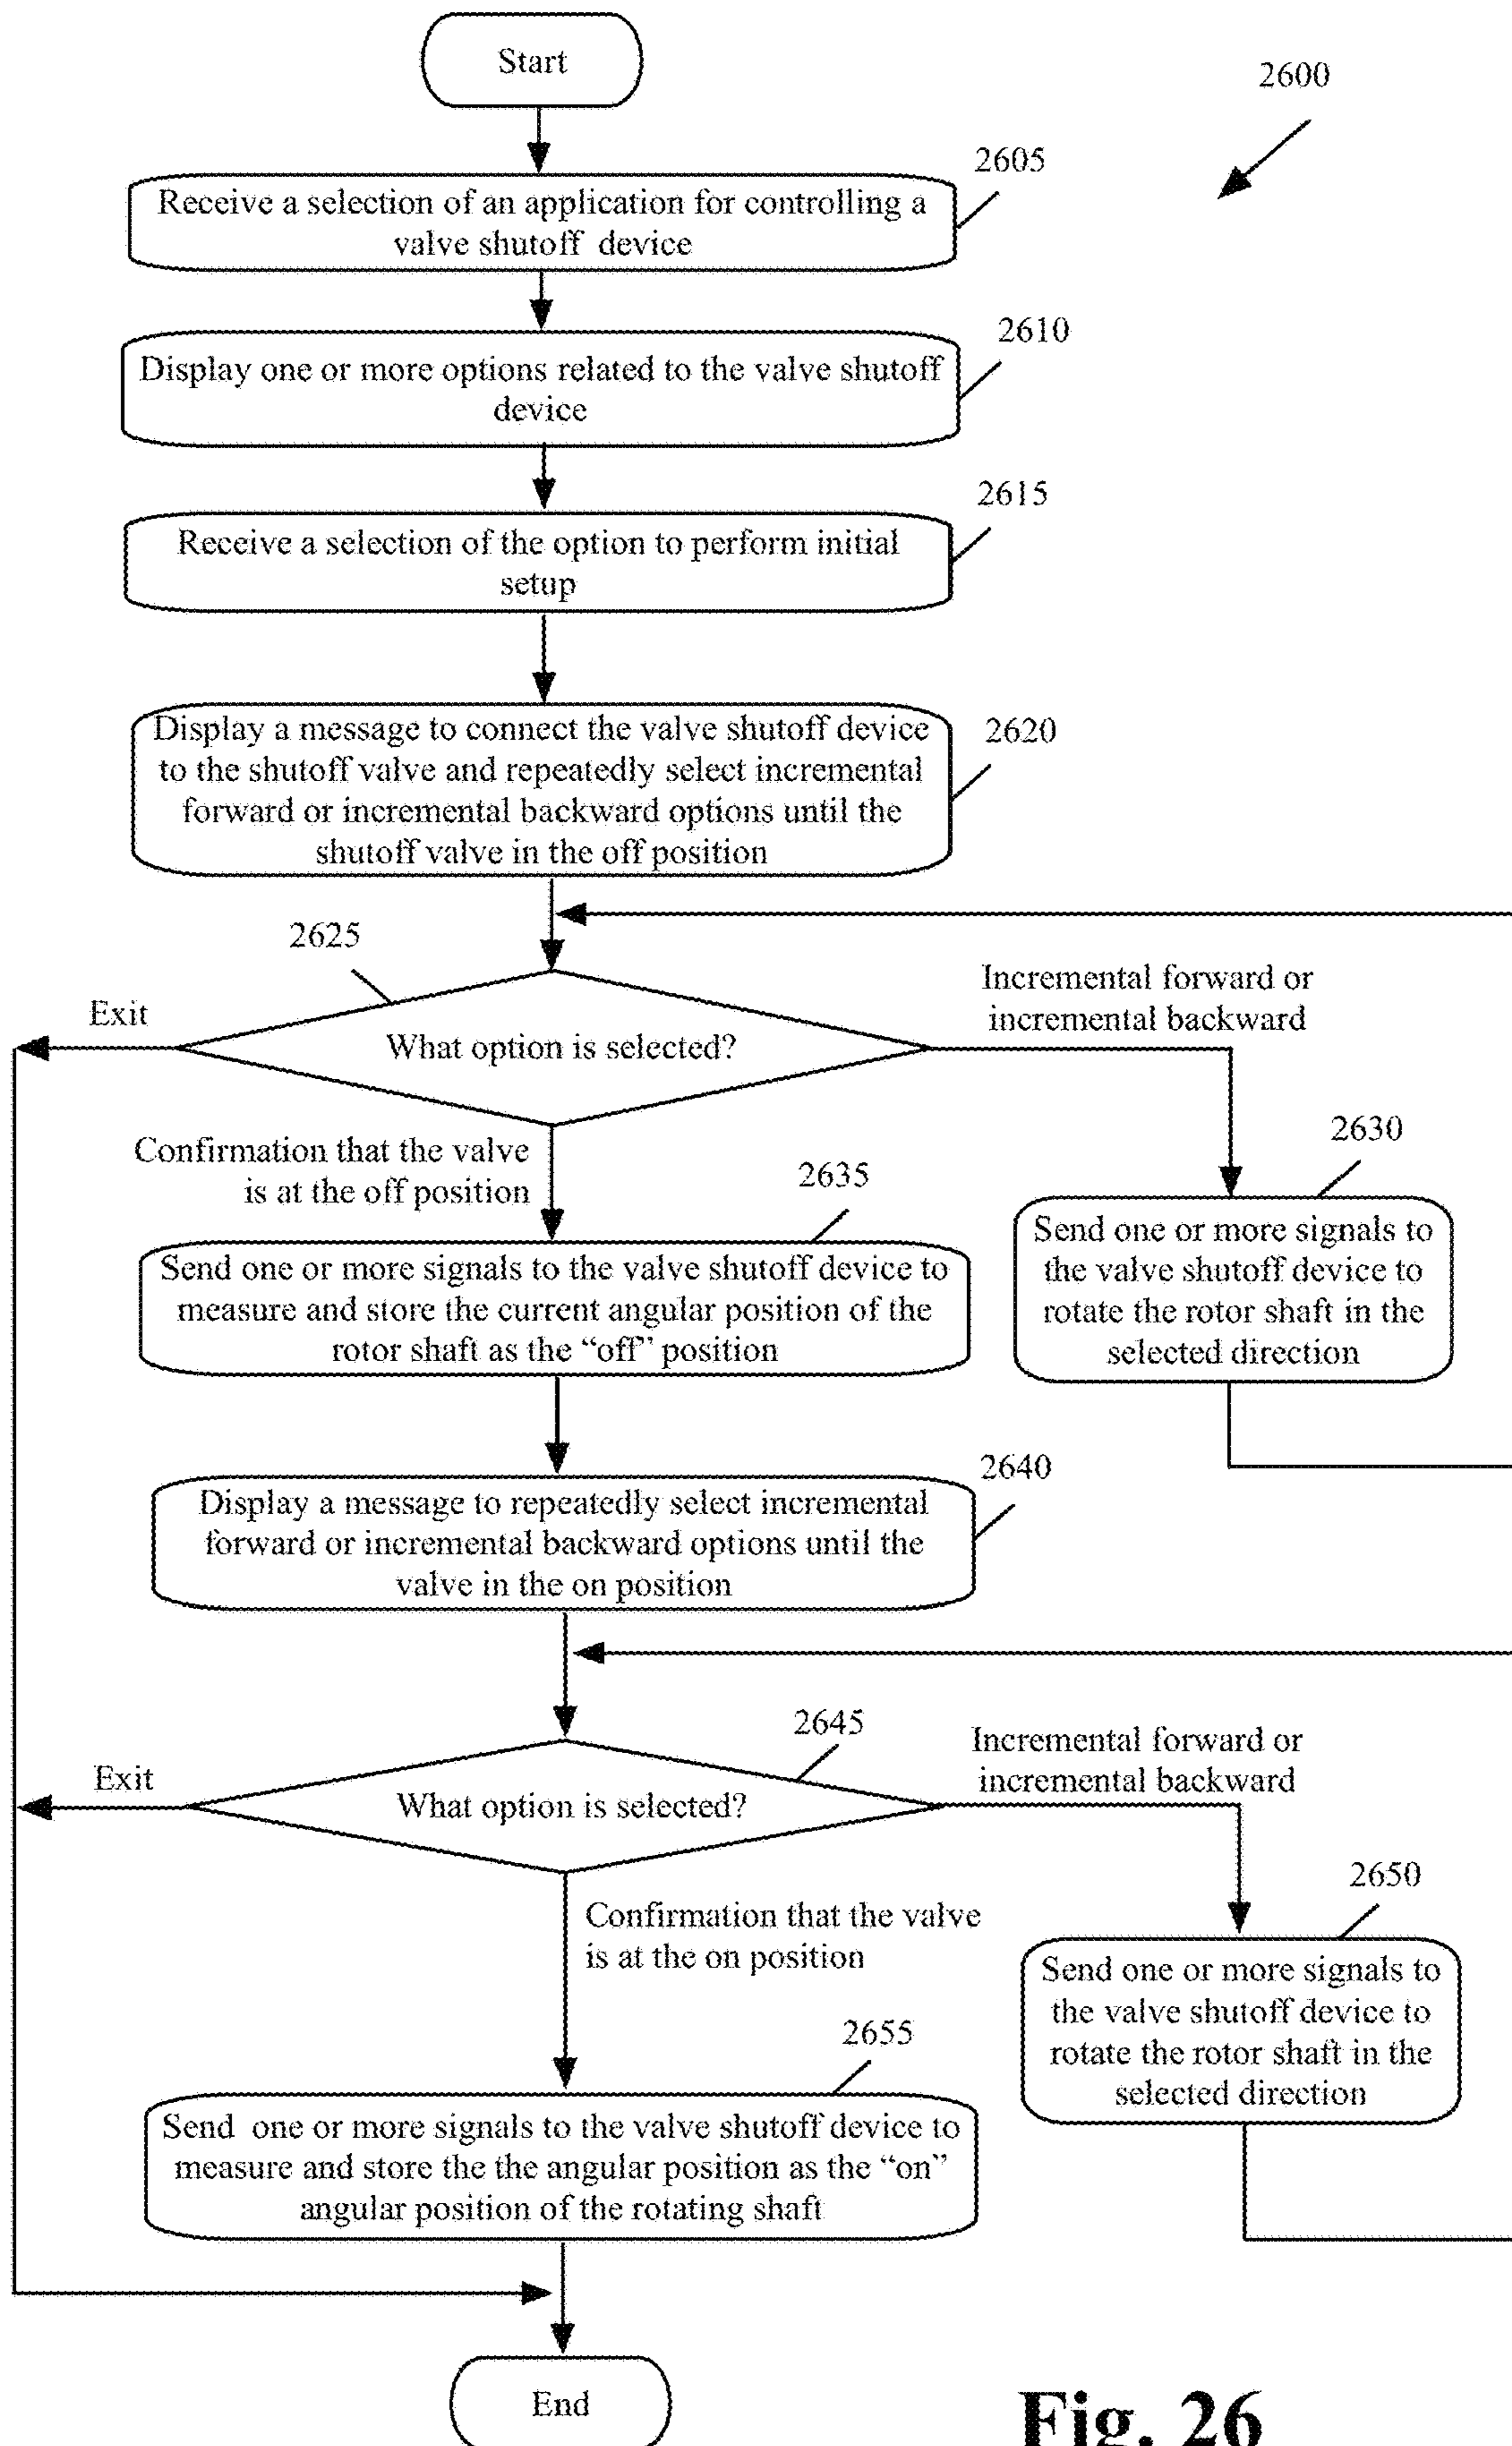 Start
2600
2605
Receive a selection of an application for controlling a
valve shutoff device
2610
Display one or more options related to the valve shutoff
device
2615
Receive a selection of the option to perform initial
setup
2620
Display a message to connect the valve shutoff device
to the shutoff valve and repeatedly select incremental
forward or incremental backward options until the
shutoff valve in the off position
2625
Exit
What option is selected?
Incremental forward or
incremental backward
Confirmation that the valve
is at the off position
2630
Send one or more signals to
the valve shutoff device to
rotate the rotor shaft in the
selected direction
2635
Send one or more signals to the valve shutoff device to
measure and store the current angular position of the
rotor shaft as the “off” position
2640
Display a message to repeatedly select incremental
forward or incremental backward options until the
valve in the on position
2645
Exit
What option is selected?
Incremental forward or
incremental backward
Confirmation that the valve
is at the on position
2650
Send one or more signals to
the valve shutoff device to
rotate the rotor shaft in the
selected direction
2655
Send one or more signals to the valve shutoff device to
measure and store the the angular position as the “on”
angular position of the rotating shaft
End
Fig. 26